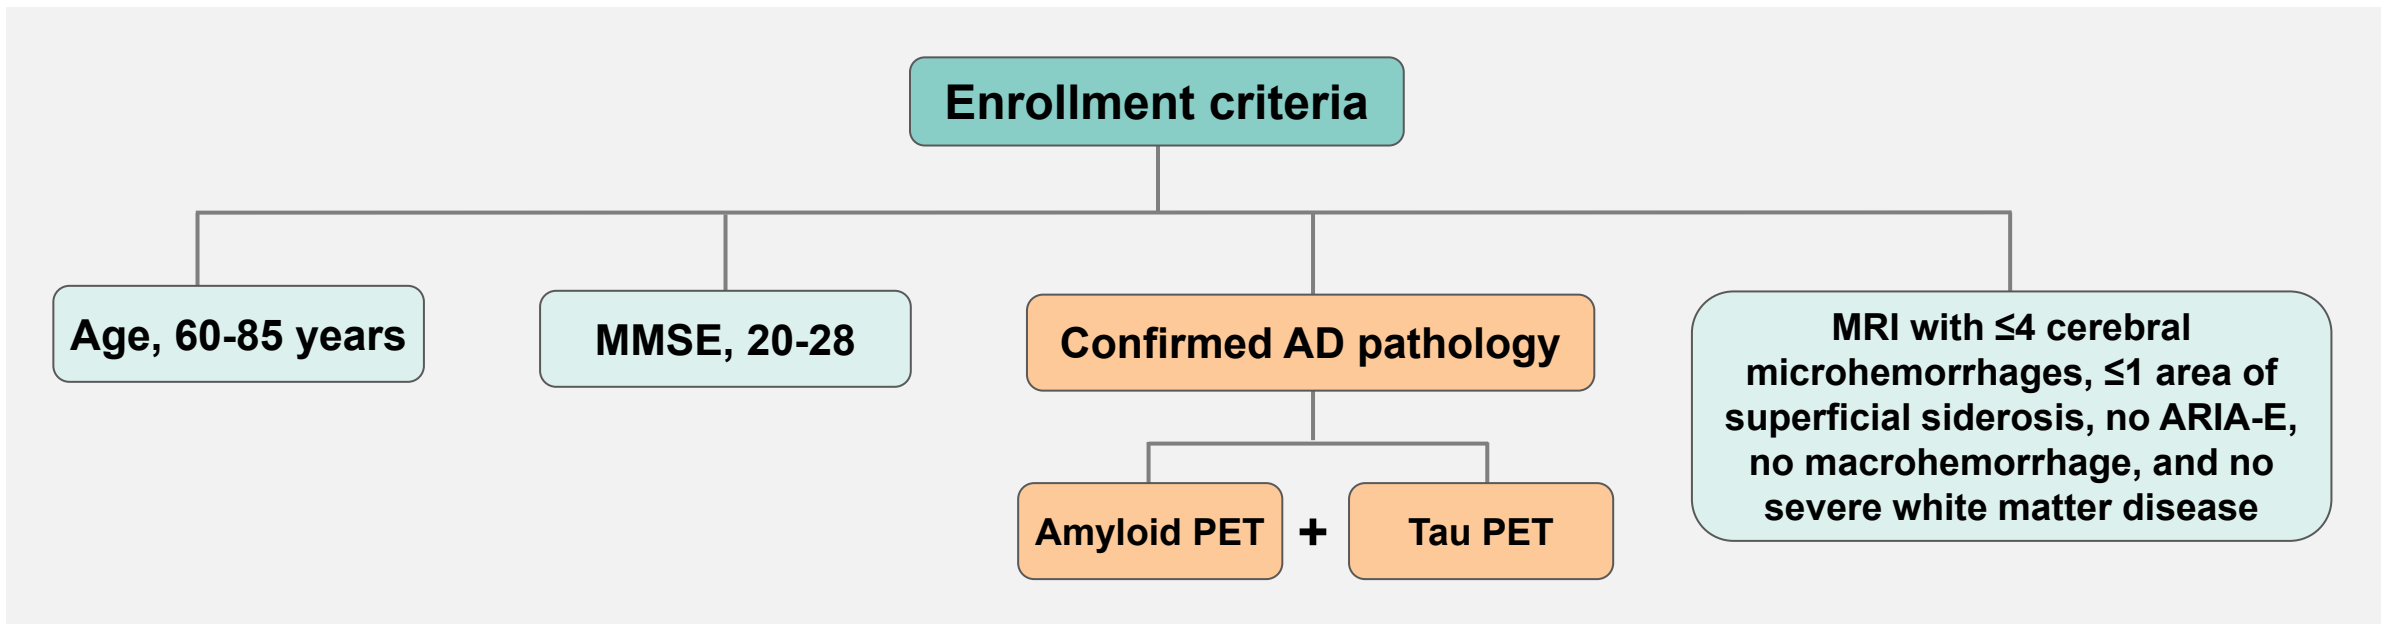 Enrollment criteria
Age, 60-85 years
MMSE, 20-28
Confirmed AD pathology
Amyloid PET
+
Tau PET
MRI with ≤4 cerebral
microhemorrhages, ≤1 area of
superficial siderosis, no ARIA-E,
no macrohemorrhage, and no
severe white matter disease